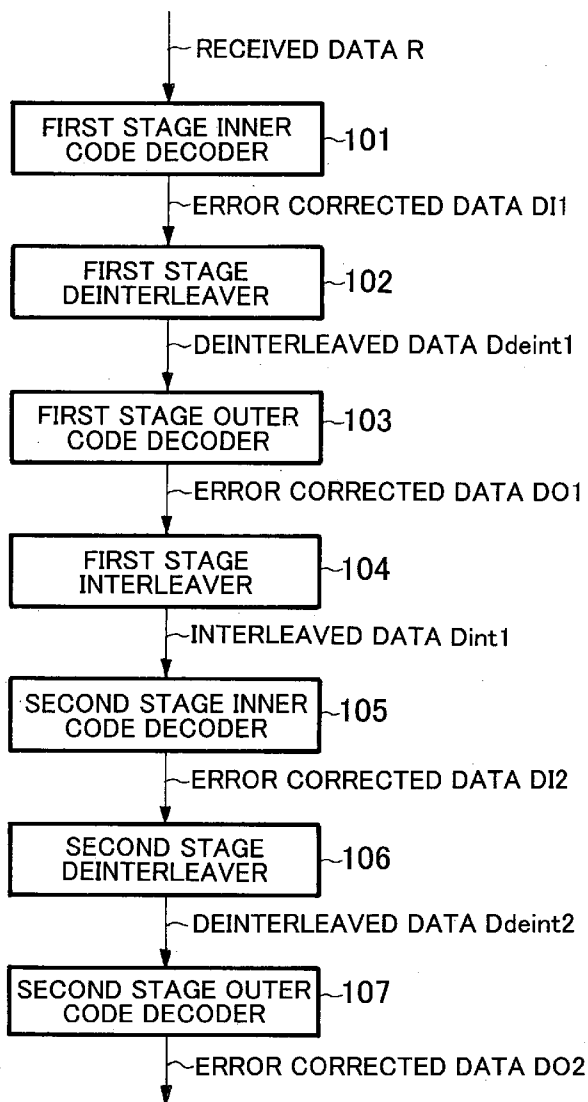 RECEIVED DATA R
FIRST STAGE INNER
CODE DECODER
101
ERROR CORRECTED DATA DI1
FIRST STAGE
DEINTERLEAVER
102
DEINTERLEAVED DATA Ddeint1
FIRST STAGE OUTER
CODE DECODER
103
ERROR CORRECTED DATA DO1
FIRST STAGE
INTERLEAVER
104
INTERLEAVED DATA Dint1
SECOND STAGE INNER
CODE DECODER
105
ERROR CORRECTED DATA DI2
SECOND STAGE
DEINTERLEAVER
106
DEINTERLEAVED DATA Ddeint2
SECOND STAGE OUTER
CODE DECODER
107
ERROR CORRECTED DATA DO2